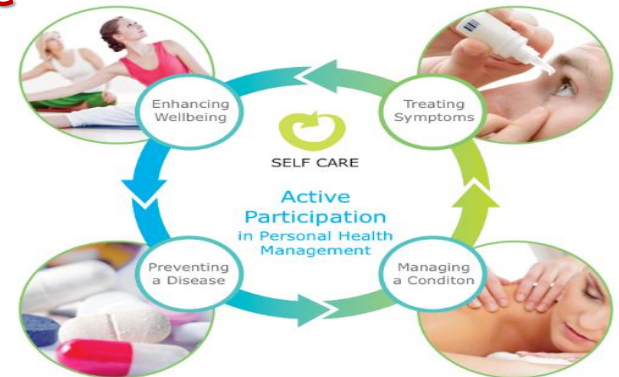 Enhancing
Wellbeing
Treating
Symptoms
SELF CARE
Active
Participation
in Personal Health
Management
Preventing
a Disease
Managing
a Conditon